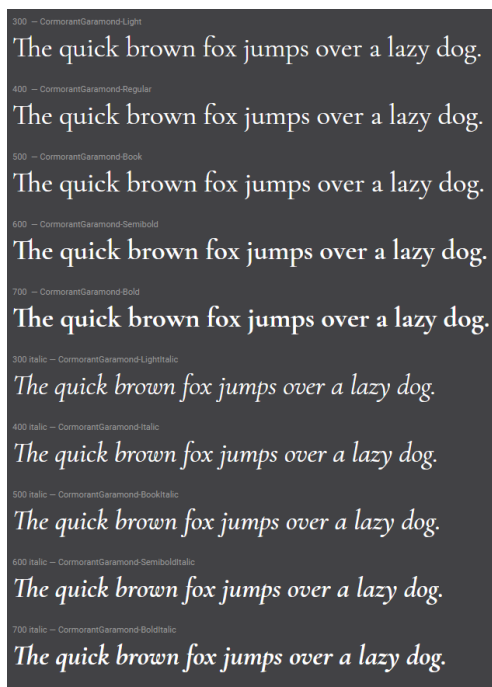 300 — CormorantGaramond-Light
The quick brown fox jumps over a lazy dog.
400 — CormorantGaramond-Regular
The quick brown fox jumps over a lazy dog.
500 — CormorantGaramond-Book
The quick brown fox jumps over a lazy dog.
600 — CormorantGaramond-Semibold
The quick brown fox jumps over a lazy dog.
700 — CormorantGaramond-Bold
The quick brown fox jumps over a lazy dog.
300 italic — CormorantGaramond-LightItalic
The quick brown fox jumps over a lazy dog.
400 italic — CormorantGaramond-Italic
The quick brown fox jumps over a lazy dog.
500 italic — CormorantGaramond-BookItalic
The quick brown fox jumps over a lazy dog.
600 italic — CormorantGaramond-SemiboldItalic
The quick brown fox jumps over a lazy dog.
700 italic — CormorantGaramond-BoldItalic
The quick brown fox jumps over a lazy dog.